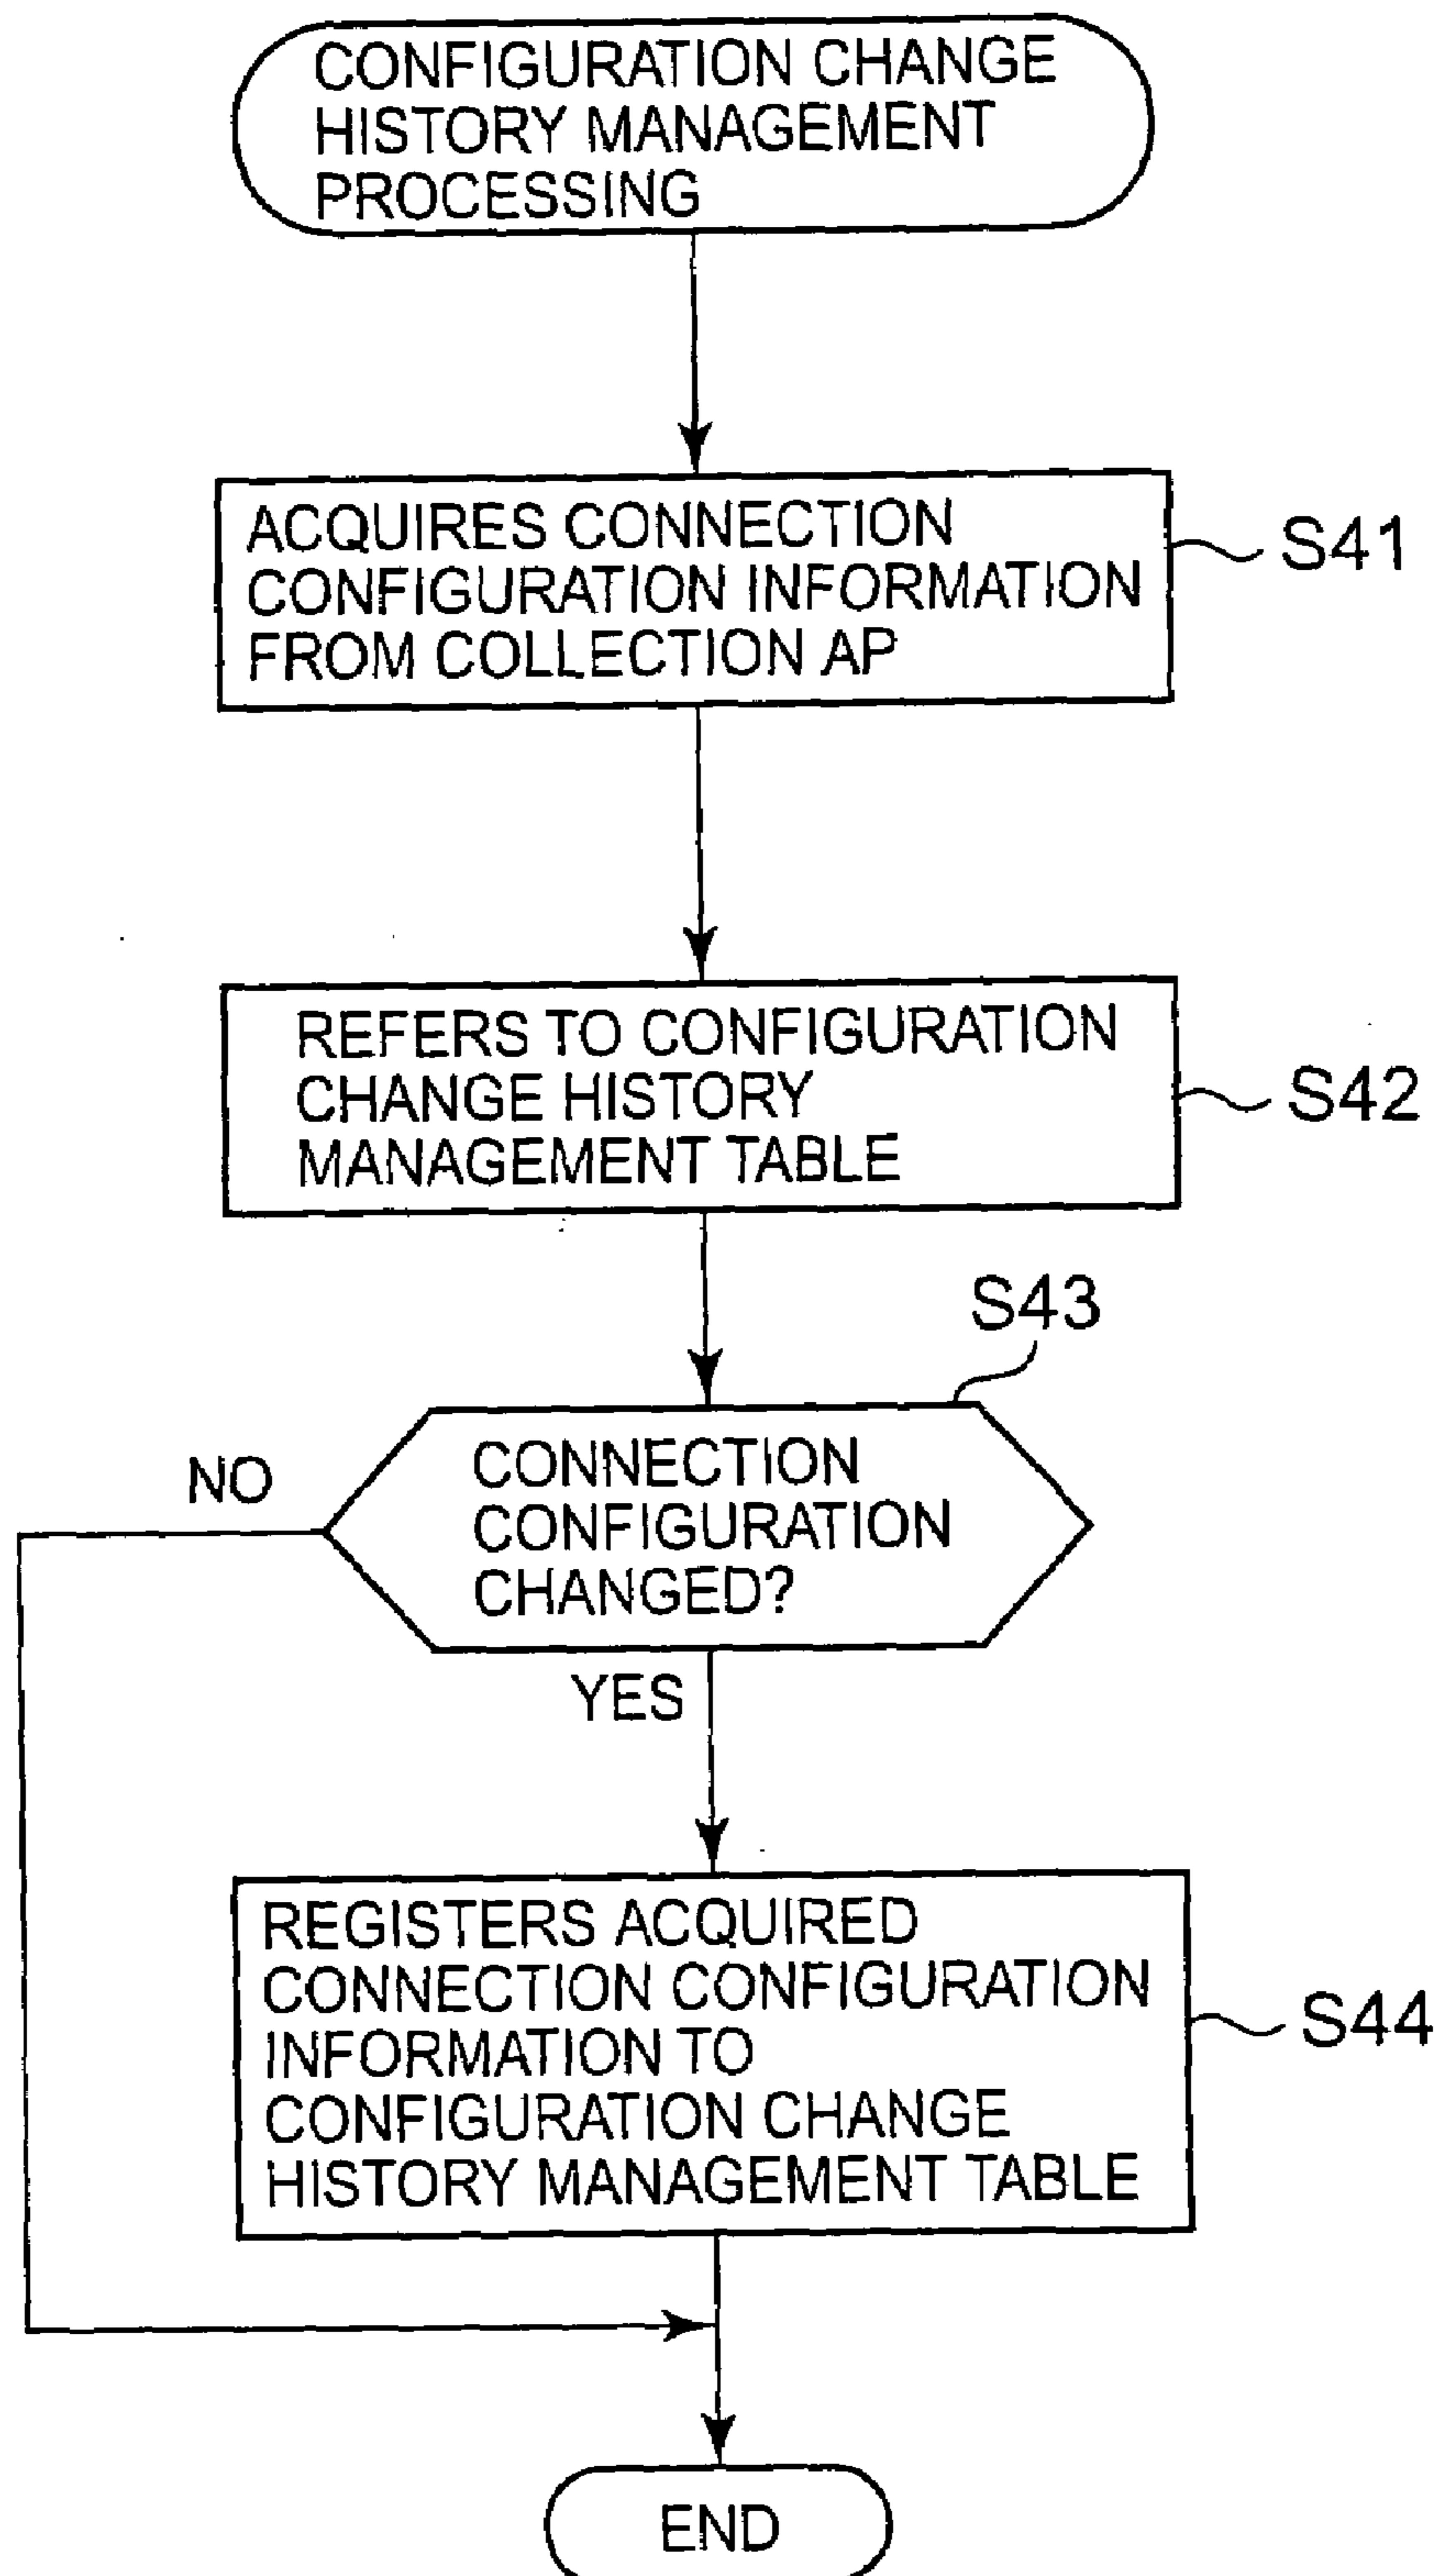 CONFIGURATION CHANGE
HISTORY MANAGEMENT
PROCESSING
ACQUIRES CONNECTION
CONFIGURATION INFORMATION
FROM COLLECTION AP
S41
REFERS TO CONFIGURATION
CHANGE HISTORY
MANAGEMENT TABLE
S42
S43
CONNECTION
CONFIGURATION
CHANGED?
NO
YES
REGISTERS ACQUIRED
CONNECTION CONFIGURATION
INFORMATION TO
CONFIGURATION CHANGE
HISTORY MANAGEMENT TABLE
S44
END